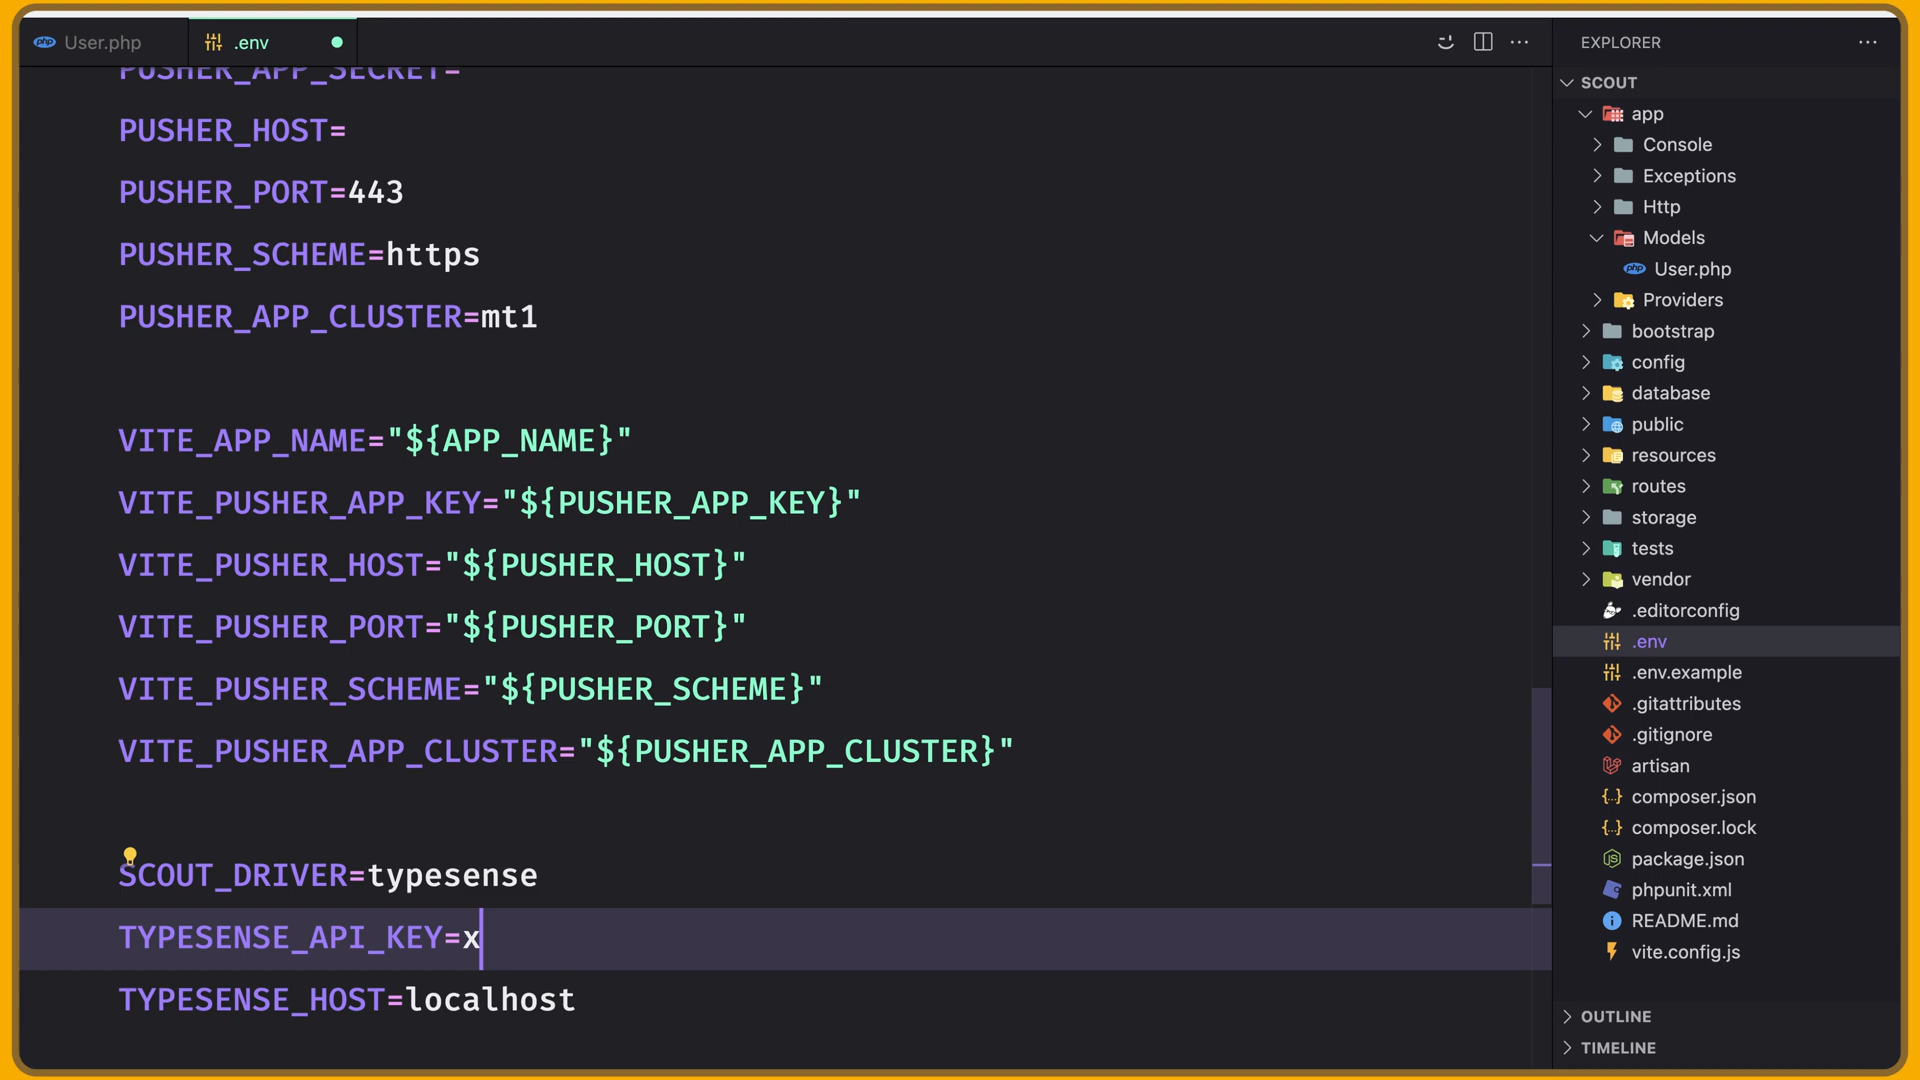 User.php
.env
PUSHER_APP_SECRET=
PUSHER_HOST=
PUSHER_PORT=443
PUSHER_SCHEME=https
PUSHER_APP_CLUSTER=mt1
VITE_APP_NAME="${APP_NAME}"
VITE_PUSHER_APP_KEY="${PUSHER_APP_KEY}"
VITE_PUSHER_HOST="${PUSHER_HOST}"
VITE_PUSHER_PORT="${PUSHER_PORT}"
VITE_PUSHER_SCHEME="${PUSHER_SCHEME}"
VITE_PUSHER_APP_CLUSTER="${PUSHER_APP_CLUSTER}"
SCOUT_DRIVER=typesense
TYPESENSE_API_KEY=x
TYPESENSE_HOST=localhost
EXPLORER
SCOUT
app
Console
Exceptions
Http
Models
php User.php
Providers
bootstrap
config
database
public
resources
routes
storage
tests
vendor
.editorconfig
.env
.env.example
.gitattributes
.gitignore
artisan
composer.json
composer.lock
package.json
phpunit.xml
README.md
vite.config.js
OUTLINE
TIMELINE